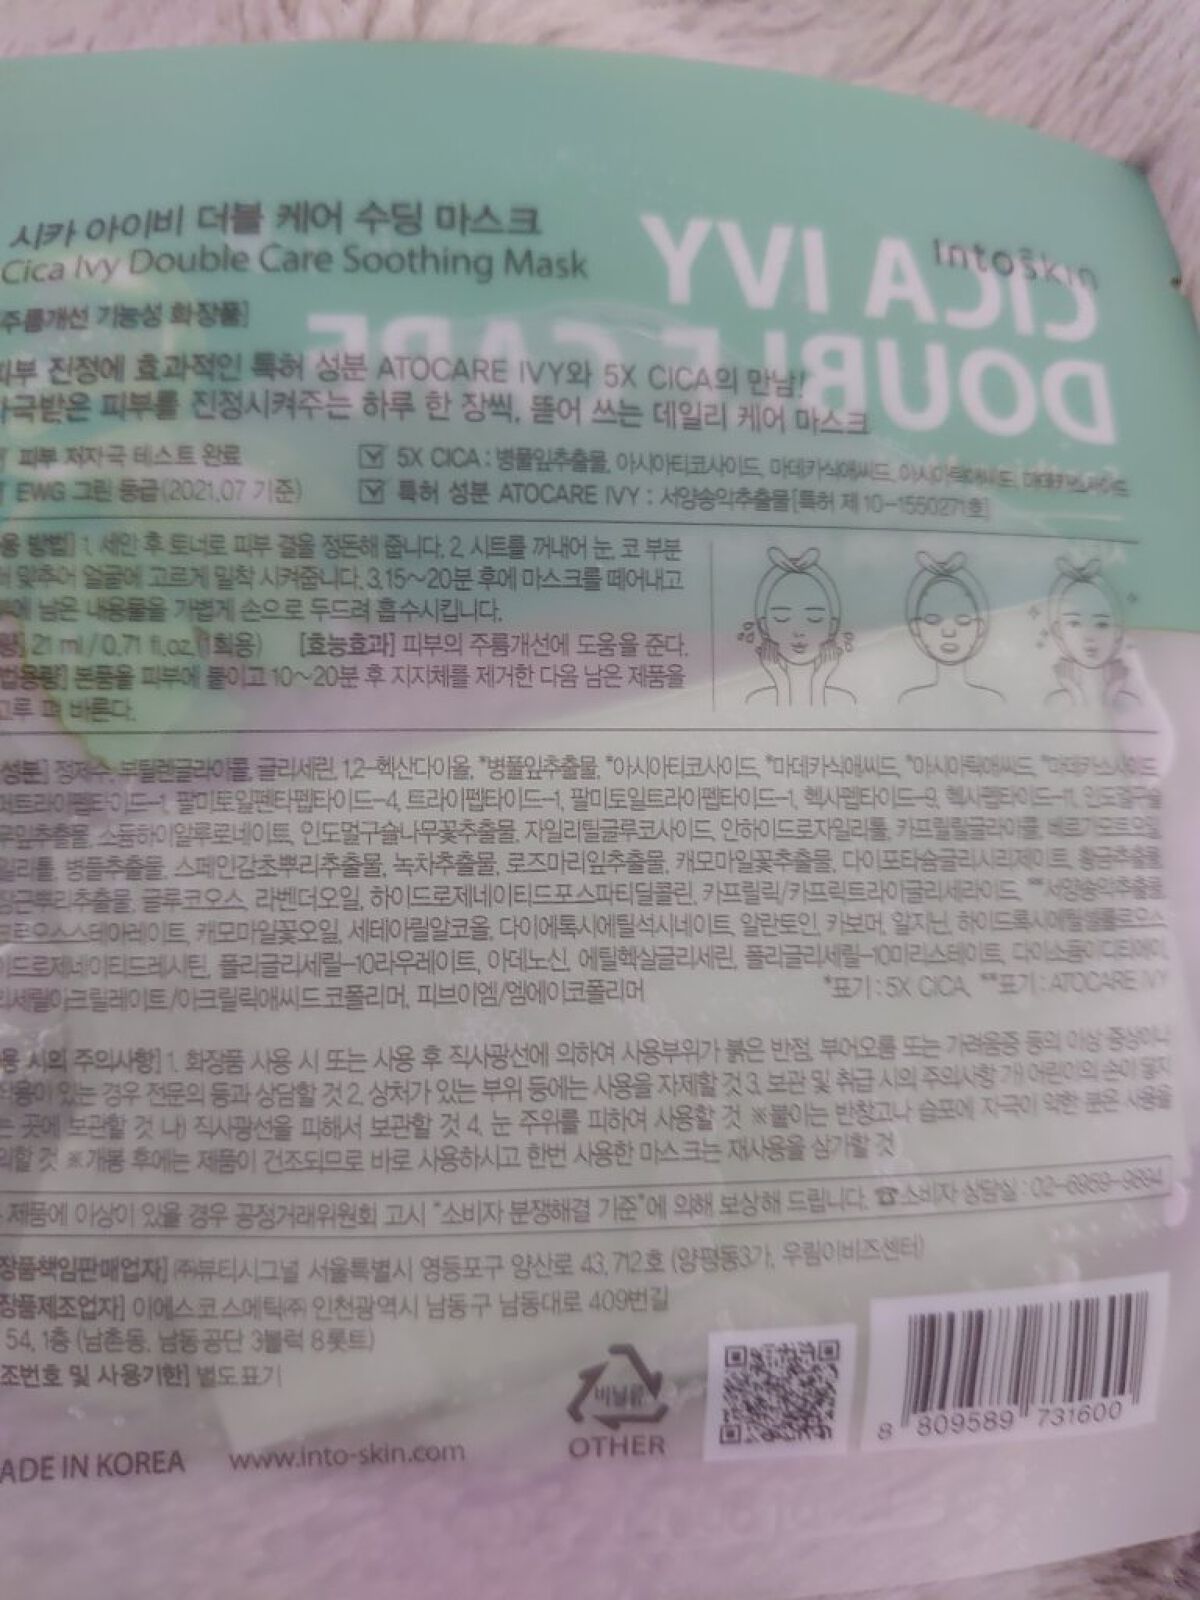 시카 아이비 더블 케어 수딩 마스크
Cica Ivy Double Care Soothing Mask
intoSkin
CICA IVY
DOUBLE CARE
주름개선 기능성 화장품]
피부 진정에 효과적인 특허 성분 ATOCARE IVY와 5X CICA의 만남!
자극받은 피부를 진정시켜주는 하루 한 장씩, 뜯어 쓰는 데일리 케어 마스크
피부 저자극 테스트 완료
5X CICA : 병풀잎추출물, 아시아티코사이드, 마데카식애씨드, 아시아틱애씨드, 마데카소사이드
EWG 그린 등급(2021.07 기준)
특허 성분 ATOCARE IVY : 서양송악추출물[특허 제 10-1550271호]
용 방법] 1. 세안 후 토너로 피부 결을 정돈해 줍니다. 2. 시트를 꺼내어 눈, 코 부분
맞추어 얼굴에 고르게 밀착 시켜줍니다. 3.15~20분 후에 마스크를 떼어내고
남은 내용물을 가볍게 손으로 두드려 흡수시킵니다.
량] 21 ml / 0.71 fl.oz.(1회용) [효능효과] 피부의 주름개선에 도움을 준다.
법용량] 본품을 피부에 붙이고 10~20분 후 지지체를 제거한 다음 남은 제품을
고루 펴 바른다.
성분] 정제수, 부틸렌글라이콜, 글리세린, 1,2-헥산다이올, *병풀잎추출물, *아시아티코사이드, *마데카식애씨드, *아시아틱애씨드, *마데카소사이드,
팔미토일펜타펩타이드-4, 트라이펩타이드-1, 팔미토일트라이펩타이드-1, 헥사펩타이드-9, 헥사펩타이드-11, 인도멀구슬
무잎추출물, 소듐하이알루로네이트, 인도멀구슬나무꽃추출물, 자일리틸글루코사이드, 안하이드로자일리톨, 카프릴릴글라이콜, 베르가모트오일,
일리톨, 병풀추출물, 스페인감초뿌리추출물, 녹차추출물, 로즈마리잎추출물, 캐모마일꽃추출물, 다이포타슘글리시리제이트, 황금추출물,
장근뿌리추출물, 글루코오스, 라벤더오일, 하이드로제네이티드포스파티딜콜린, 카프릴릭/카프릭트라이글리세라이드, **서양송악추출물,
캐모마일꽃오일, 세테아릴알코올, 다이에톡시에틸석시네이트, 알란토인, 카보머, 알지닌, 하이드록시에틸셀룰로오스,
이드로제네이티드레시틴, 폴리글리세릴-10라우레이트, 아데노신, 에틸헥실글리세린, 폴리글리세릴-10미리스테이트, 다이소듐이디티에이,
리세릴아크릴레이트/아크릴릭애씨드코폴리머, 피브이엠/엠에이코폴리머 *표기 : 5X CICA, **표기 : ATOCARE IVY
용 시의 주의사항] 1. 화장품 사용 시 또는 사용 후 직사광선에 의하여 사용부위가 붉은 반점, 부어오름 또는 가려움증 등의 이상 증상이나
작용이 있는 경우 전문의 등과 상담할 것 2. 상처가 있는 부위 등에는 사용을 자제할 것 3. 보관 및 취급 시의 주의사항 가) 어린이의 손이 닿지
는 곳에 보관할 것 나) 직사광선을 피해서 보관할 것 4. 눈 주위를 피하여 사용할 것 ※붙이는 반창고나 습포에 자극이 약한 분은 사용을
의할 것 ※개봉 후에는 제품이 건조되므로 바로 사용하시고 한번 사용한 마스크는 재사용을 삼가할 것
제품에 이상이 있을 경우 공정거래위원회 고시 "소비자 분쟁해결 기준"에 의해 보상해 드립니다. ☎소비자 상담실 : 02-6959-9894
장품책임판매업자] ㈜뷰티시그널 서울특별시 영등포구 양산로 43, 712호 (양평동3가, 우림이비즈센터)
장품제조업자] 이에스코스메틱㈜ 인천광역시 남동구 남동대로 409번길
54, 1층 (남촌동, 남동공단 3블럭 8롯트)
조번호 및 사용기한] 별도표기
비닐류
OTHER
8 809589 731600
ADE IN KOREA www.into-skin.com